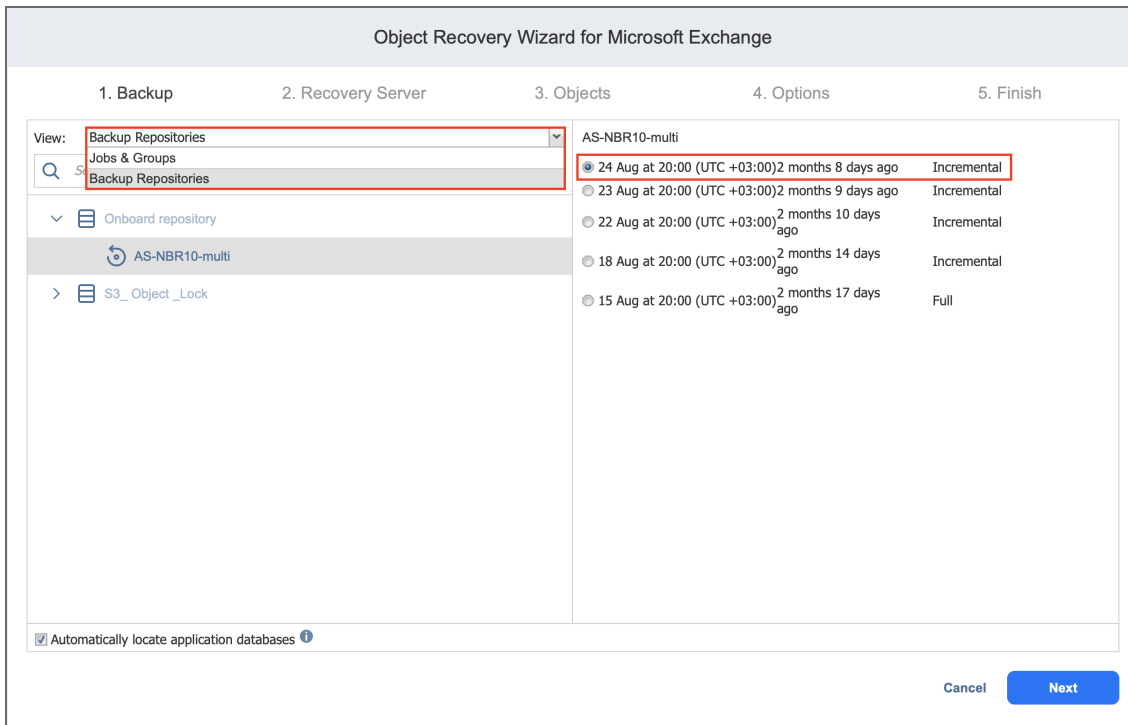 Object Recovery Wizard for Microsoft Exchange
1. Backup 2. Recovery Server 3. Objects 4. Options 5. Finish
View: Backup Repositories
Jobs & Groups
Backup Repositories
Onboard repository
AS-NBR10-multi
S3_ Object _Lock
AS-NBR10-multi
24 Aug at 20:00 (UTC +03:00) 2 months 8 days ago Incremental
23 Aug at 20:00 (UTC +03:00) 2 months 9 days ago Incremental
22 Aug at 20:00 (UTC +03:00) 2 months 10 days ago Incremental
18 Aug at 20:00 (UTC +03:00) 2 months 14 days ago Incremental
15 Aug at 20:00 (UTC +03:00) 2 months 17 days ago Full
Automatically locate application databases
Cancel Next